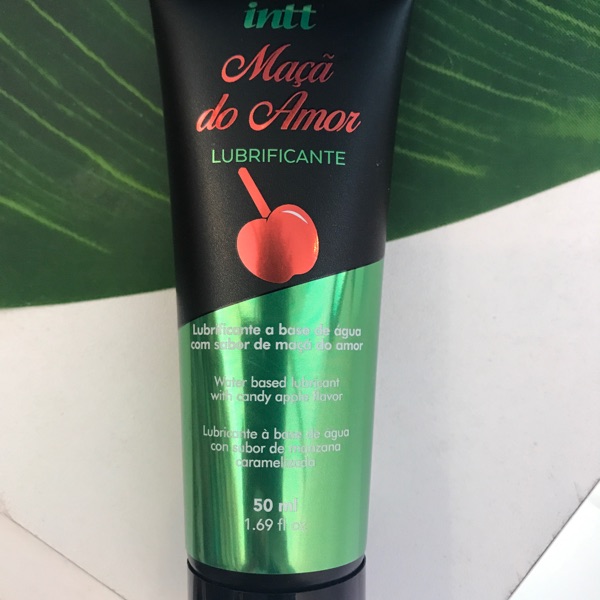 intt
Maçã
do Amor
LUBRIFICANTE
Lubrificante a base de água
com sabor de maçã do amor
Water based lubricant
with candy apple flavor
Lubricante à base de agua
con sabor de manzana
caramelizada
50 ml
1.69 fl oz